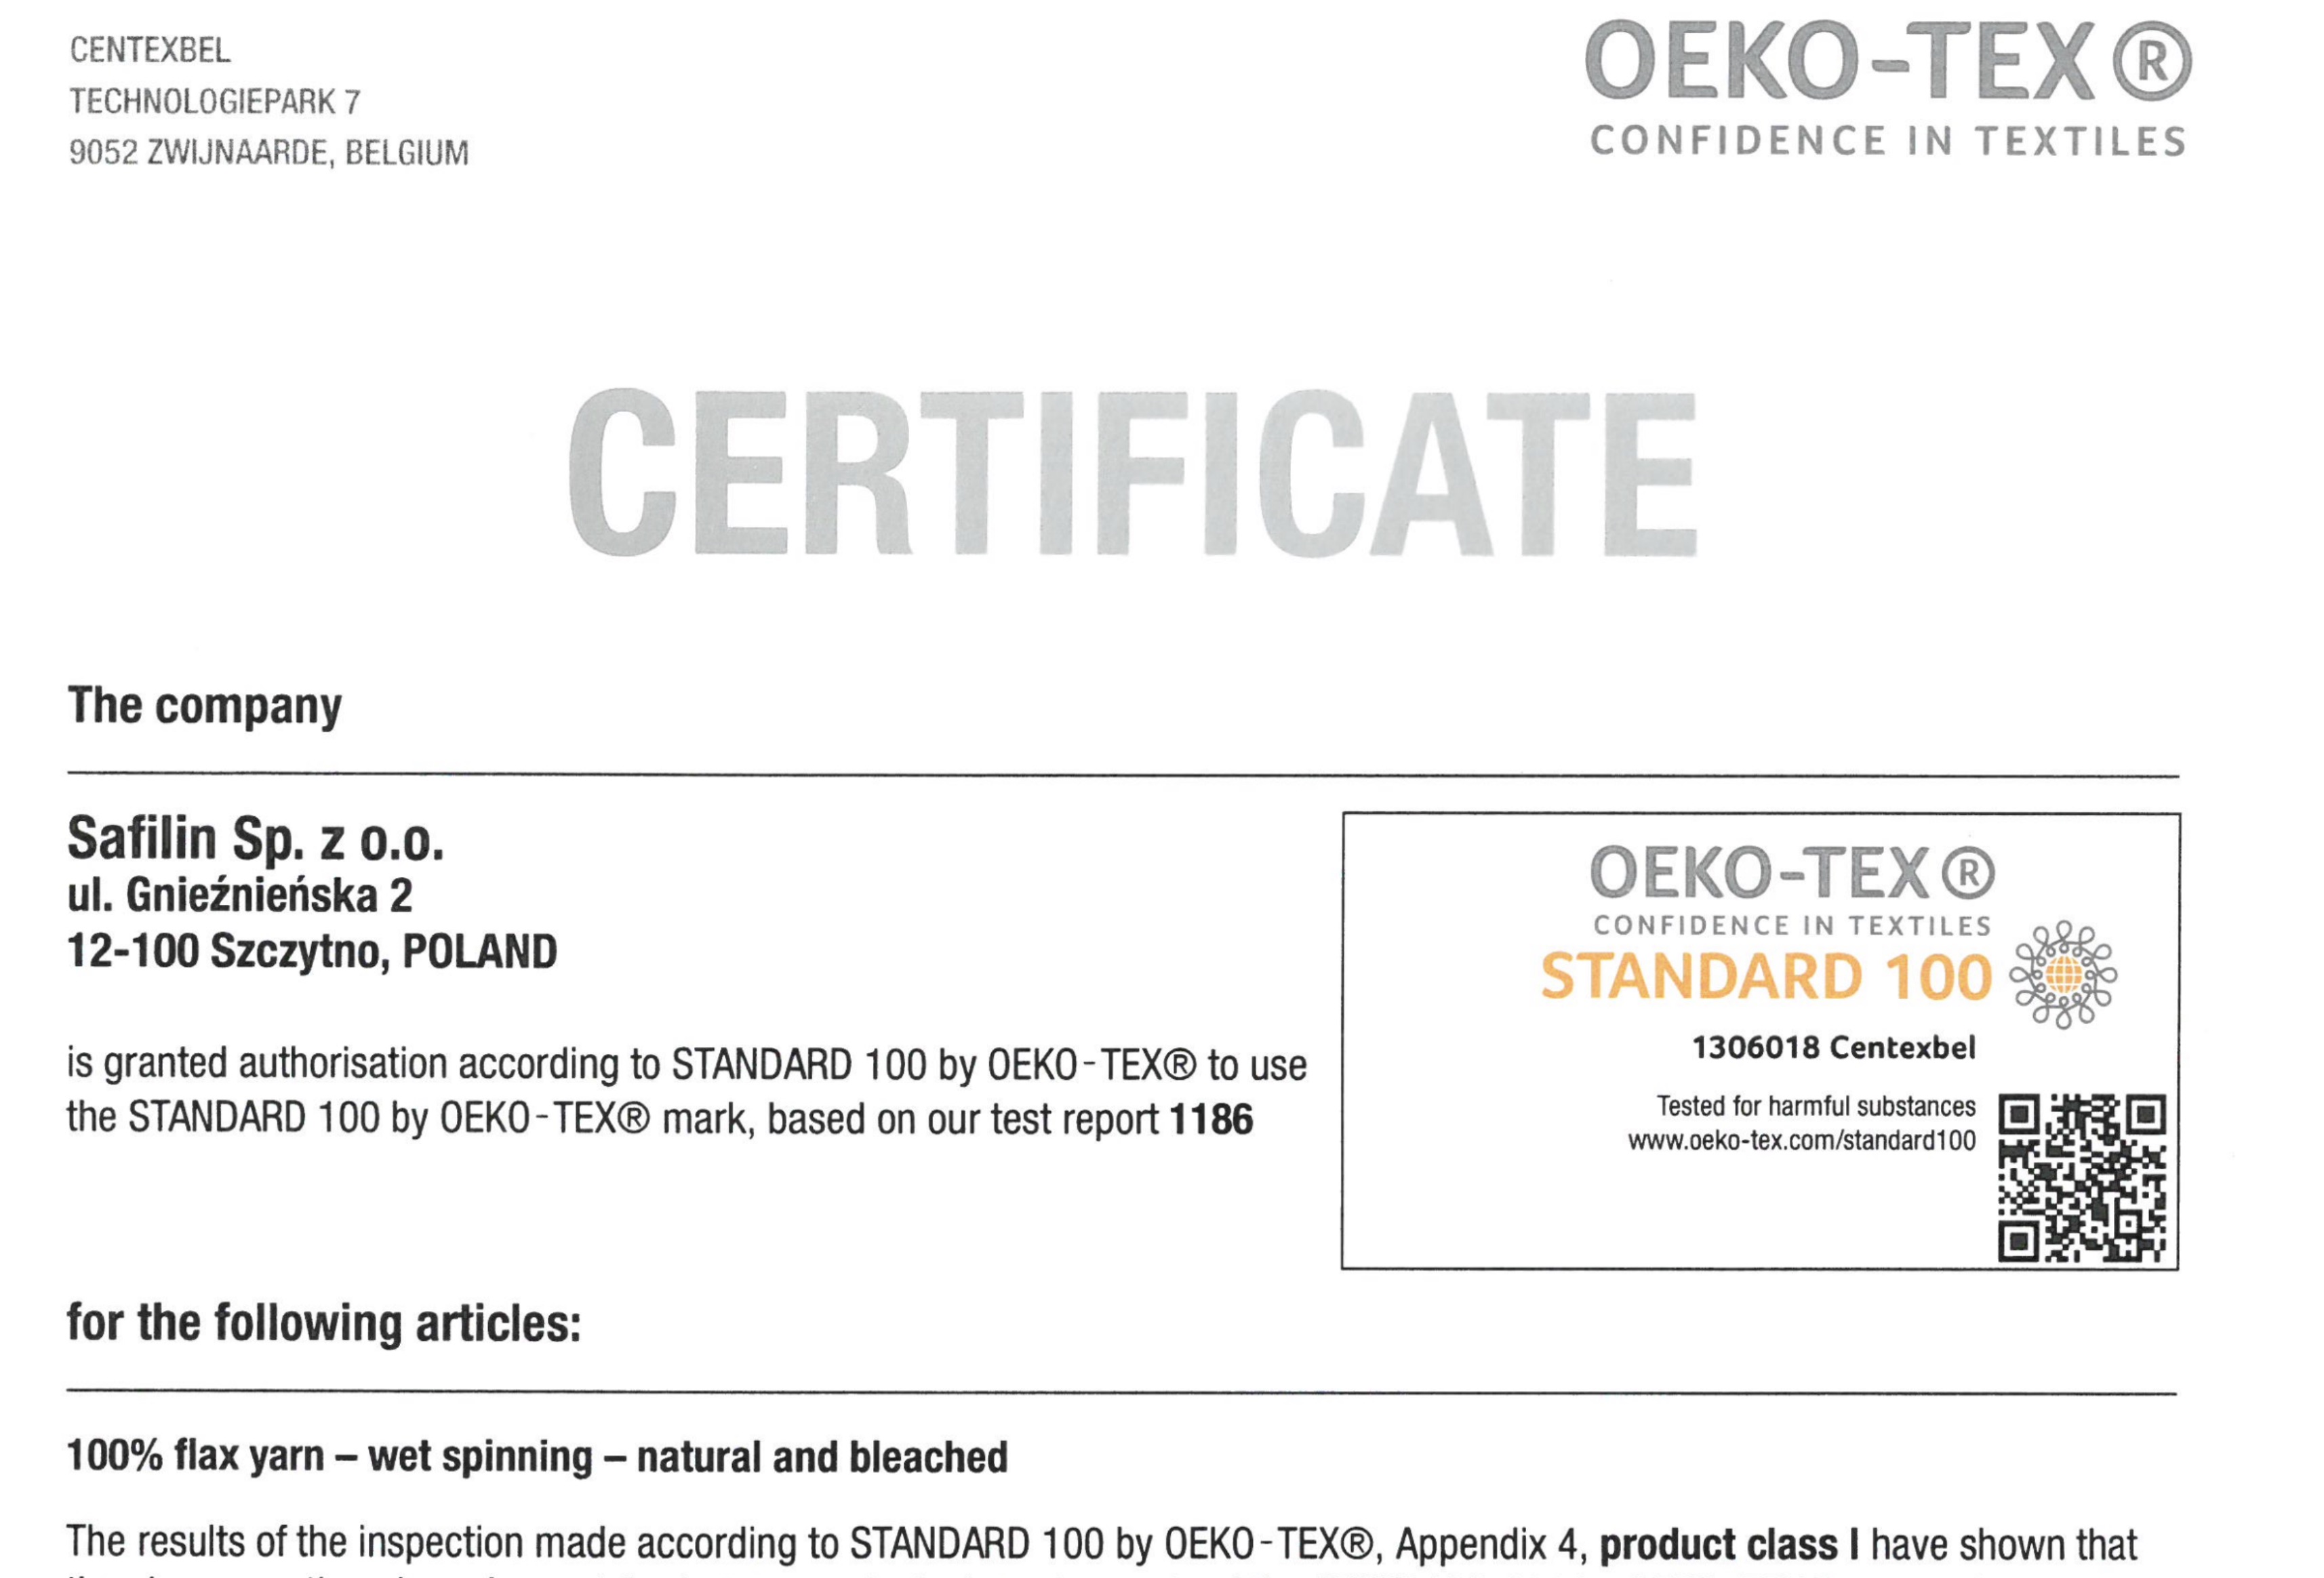 CENTEXBEL
TECHNOLOGIEPARK 7
9052 ZWIJNAARDE, BELGIUM
OEKO-TEX®
CONFIDENCE IN TEXTILES
CERTIFICATE
The company
Safilin Sp. z o.o.
ul. Gnieźnieńska 2
12-100 Szczytno, POLAND
is granted authorisation according to STANDARD 100 by OEKO-TEX® to use
the STANDARD 100 by OEKO-TEX® mark, based on our test report 1186
OEKO-TEX®
CONFIDENCE IN TEXTILES
STANDARD 100
1306018 Centexbel
Tested for harmful substances
www.oeko-tex.com/standard100
for the following articles:
100% flax yarn – wet spinning – natural and bleached
The results of the inspection made according to STANDARD 100 by OEKO-TEX®, Appendix 4, product class I have shown that